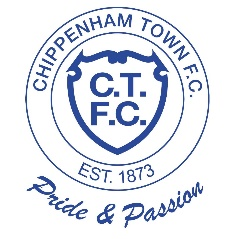 CHIPPENHAM TOWN F.C.
C.T.
F.C.
EST. 1873
Pride & Passion